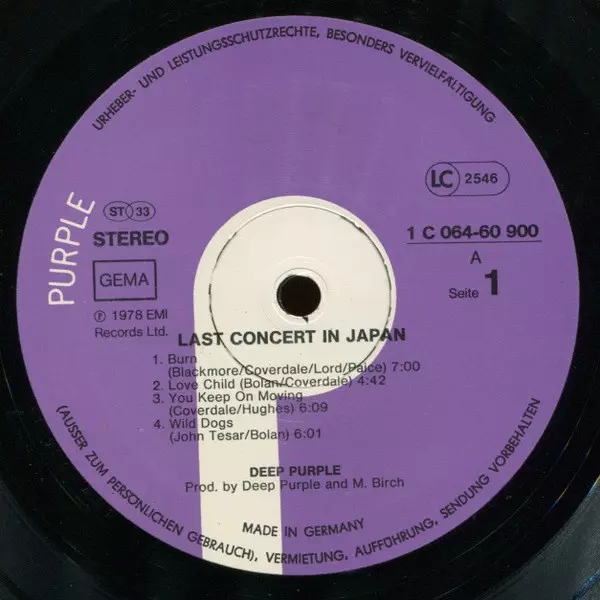 URHEBER- UND LEISTUNGSSCHUTZRECHTE, BESONDERS VERVIELFÄLTIGUNG
PURPLE
ST 33
STEREO
GEMA
℗ 1978 EMI
Records Ltd.
LC 2546
1 C 064-60 900
A
Seite 1
LAST CONCERT IN JAPAN
1. Burn
(Blackmore/Coverdale/Lord/Paice) 7:00
2. Love Child (Bolan/Coverdale) 4:42
3. You Keep On Moving
(Coverdale/Hughes) 6:09
4. Wild Dogs
(John Tesar/Bolan) 6:01
DEEP PURPLE
Prod. by Deep Purple and M. Birch
MADE IN GERMANY
(AUSSER ZUM PERSÖNLICHEN GEBRAUCH), VERMIETUNG, AUFFÜHRUNG, SENDUNG VORBEHALTEN